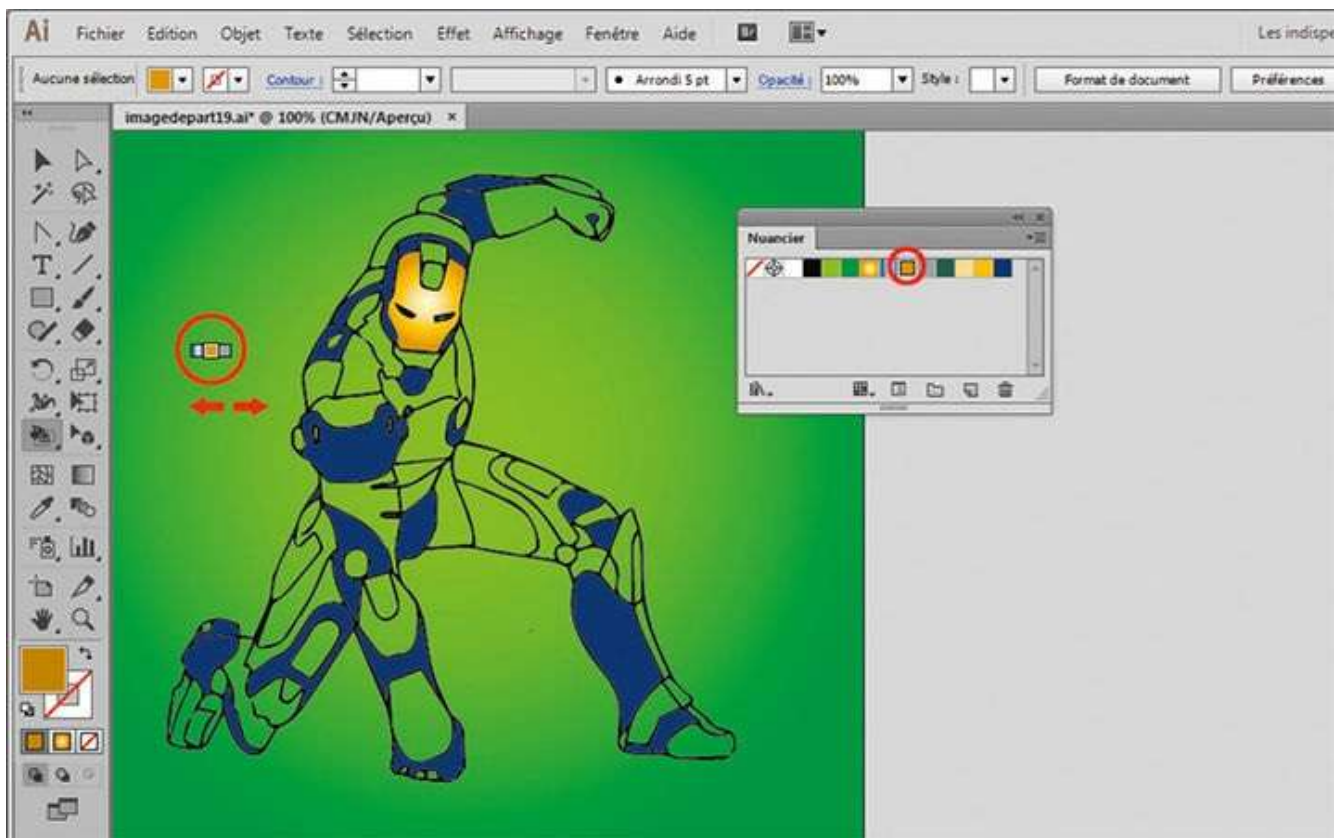 Ai Fichier Edition Objet Texte Sélection Effet Affichage Fenêtre Aide Br Les indispe
Aucune sélection Contour : Arrondi 5 pt Opacité : 100% Style : Format de document Préférences
imagedepart19.ai* @ 100% (CMJN/Aperçu) ×
Nuancier